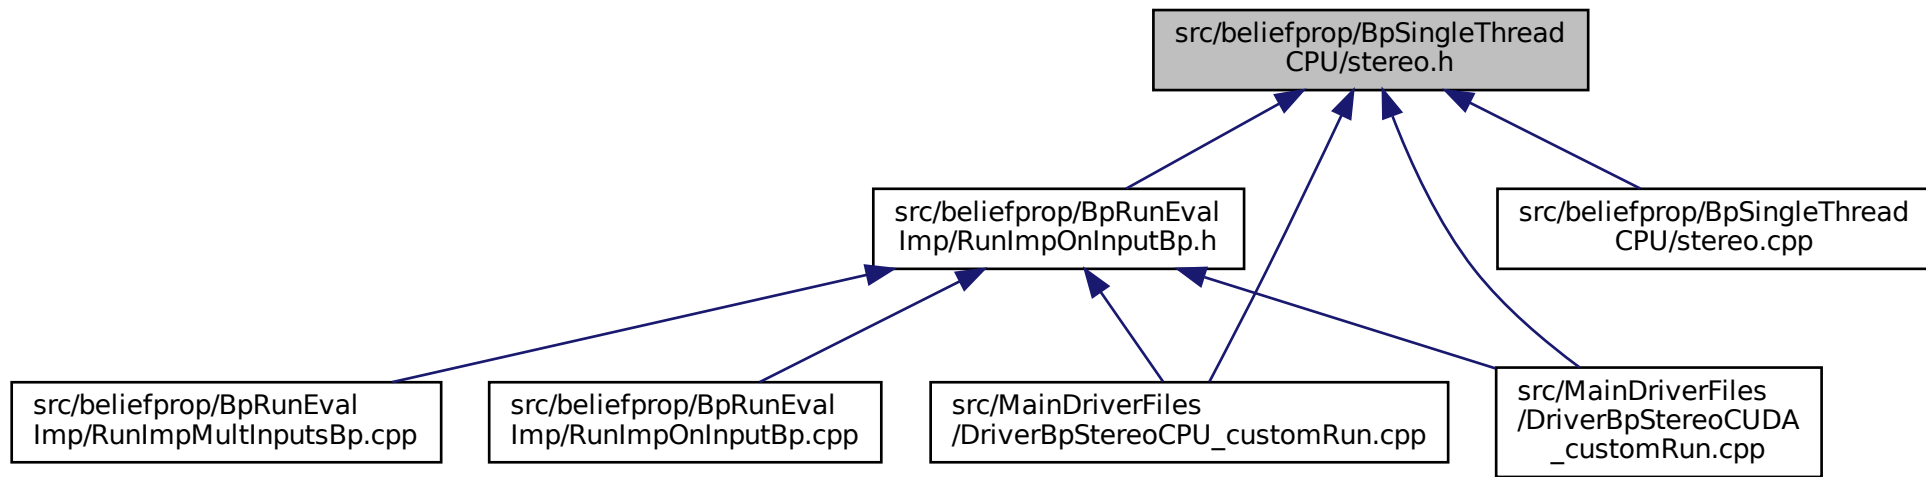 src/beliefprop/BpSingleThread
CPU/stereo.h
src/beliefprop/BpRunEval
Imp/RunImpOnInputBp.h
src/beliefprop/BpSingleThread
CPU/stereo.cpp
src/beliefprop/BpRunEval
Imp/RunImpMultInputsBp.cpp
src/beliefprop/BpRunEval
Imp/RunImpOnInputBp.cpp
src/MainDriverFiles
/DriverBpStereoCPU_customRun.cpp
src/MainDriverFiles
/DriverBpStereoCUDA
_customRun.cpp